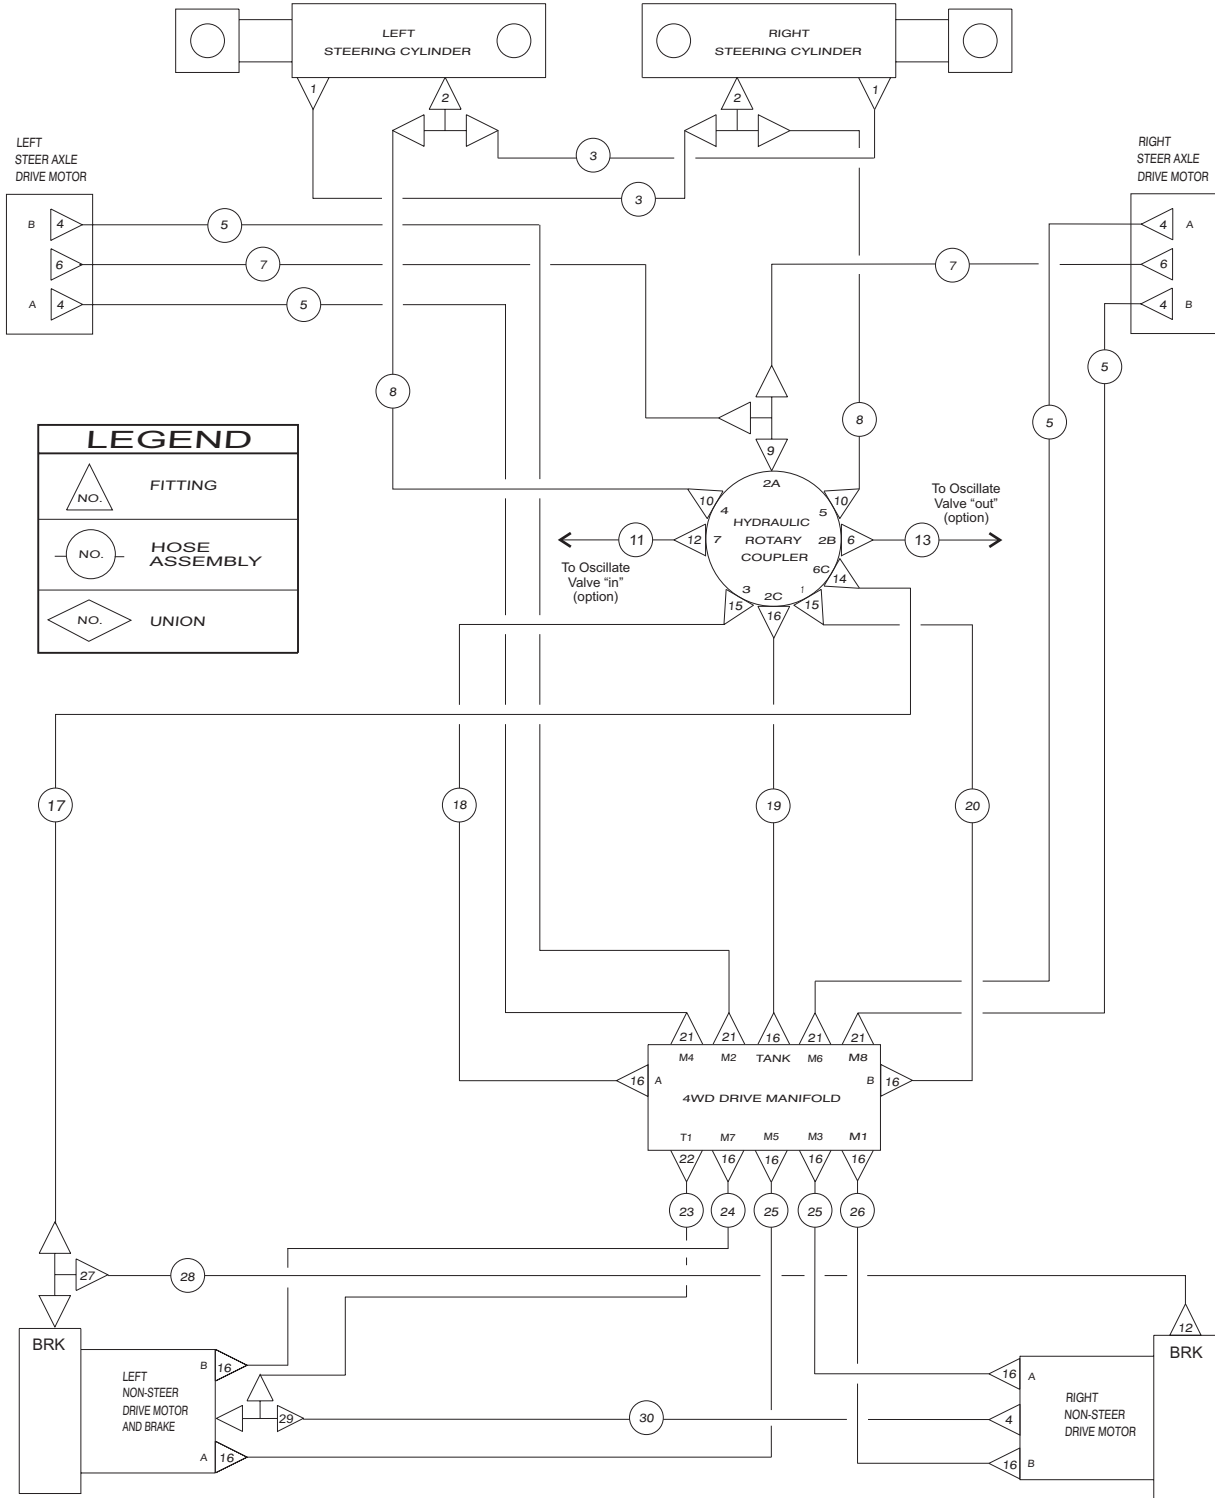 LEFT
STEERING CYLINDER
RIGHT
STEERING CYLINDER
1
2
2
1
LEFT
STEER AXLE
DRIVE MOTOR
RIGHT
STEER AXLE
DRIVE MOTOR
3
3
B
4
5
4
A
6
7
7
6
A
4
5
4
B
5
5
8
8
LEGEND
NO.
FITTING
NO.
HOSE
ASSEMBLY
NO.
UNION
9
2A
10
4
5
10
HYDRAULIC
ROTARY
COUPLER
11
12
7
2B
6
13
To Oscillate
Valve "in"
(option)
To Oscillate
Valve "out"
(option)
6C
14
3
2C
1
15
16
15
17
18
19
20
21
21
16
21
21
M4
M2
TANK
M6
M8
16
A
B
16
4WD DRIVE MANIFOLD
T1
M7
M5
M3
M1
22
16
16
16
16
23
24
25
25
26
27
28
12
BRK
BRK
B
16
LEFT
NON-STEER
DRIVE MOTOR
AND BRAKE
29
A
16
30
16
A
RIGHT
NON-STEER
DRIVE MOTOR
4
16
B